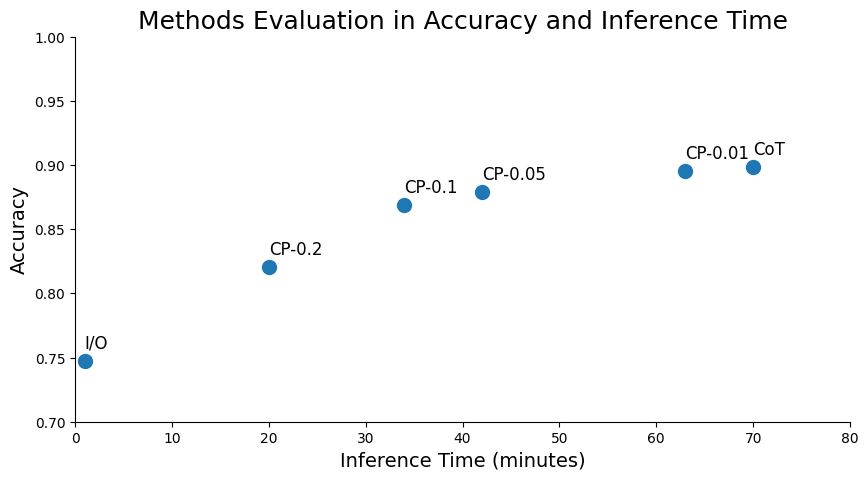 Methods Evaluation in Accuracy and Inference Time
1.00
0.95
0.90
0.85
0.80
0.75
0.70
Accuracy
I/O
CP-0.2
CP-0.1
CP-0.05
CP-0.01
CoT
0
10
20
30
40
50
60
70
80
Inference Time (minutes)